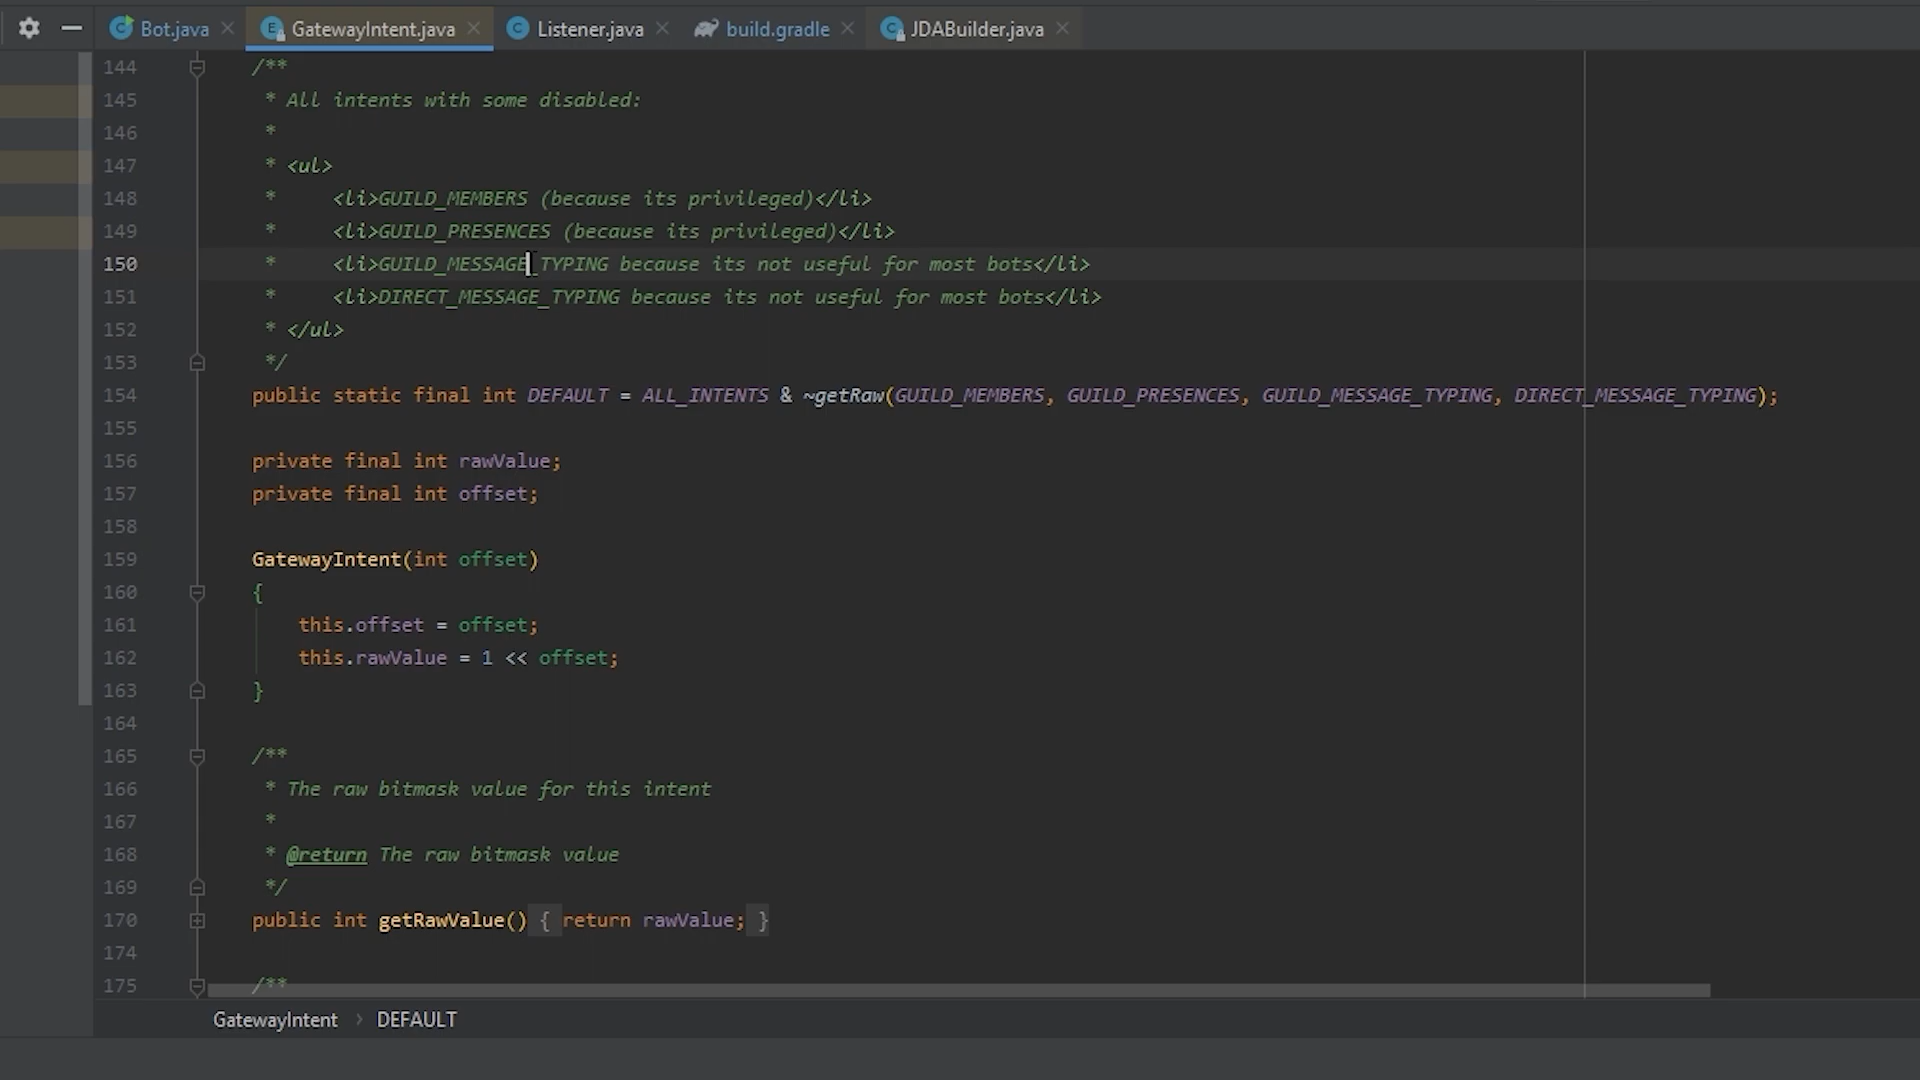 Bot.java GatewayIntent.java Listener.java build.gradle JDABuilder.java
144 /**
145 * All intents with some disabled:
146 *
147 * <ul>
148 * <li>GUILD_MEMBERS (because its privileged)</li>
149 * <li>GUILD_PRESENCES (because its privileged)</li>
150 * <li>GUILD_MESSAGE_TYPING because its not useful for most bots</li>
151 * <li>DIRECT_MESSAGE_TYPING because its not useful for most bots</li>
152 * </ul>
153 */
154 public static final int DEFAULT = ALL_INTENTS & ~getRaw(GUILD_MEMBERS, GUILD_PRESENCES, GUILD_MESSAGE_TYPING, DIRECT_MESSAGE_TYPING);
155
156 private final int rawValue;
157 private final int offset;
158
159 GatewayIntent(int offset)
160 {
161 this.offset = offset;
162 this.rawValue = 1 << offset;
163 }
164
165 /**
166 * The raw bitmask value for this intent
167 *
168 * @return The raw bitmask value
169 */
170 public int getRawValue() { return rawValue; }
174
175 /**
GatewayIntent › DEFAULT